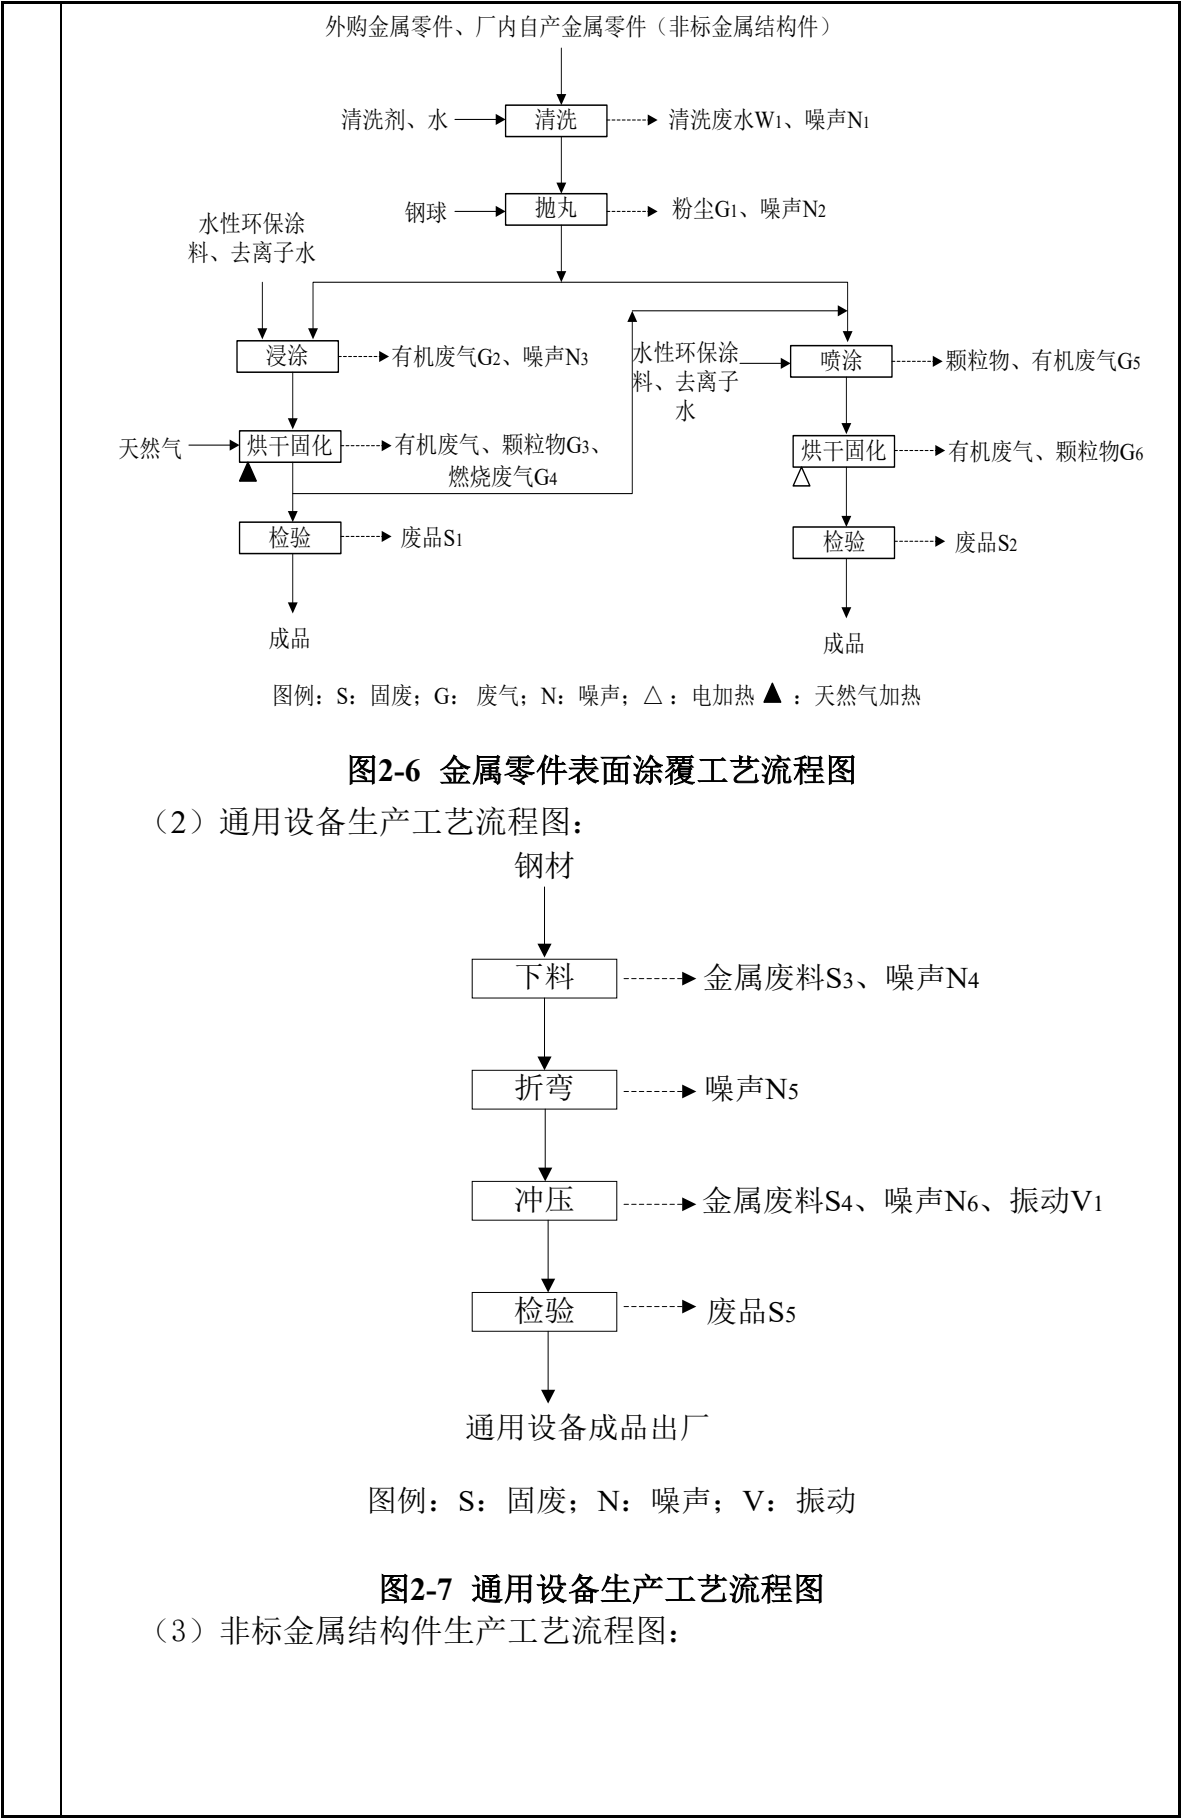 外购金属零件、厂内自产金属零件（非标金属结构件）
清洗剂、水
清洗
清洗废水W1、噪声N1
钢球
抛丸
粉尘G1、噪声N2
水性环保涂
料、去离子水
浸涂
有机废气G2、噪声N3
水性环保涂
料、去离子
水
喷涂
颗粒物、有机废气G5
天然气
烘干固化
有机废气、颗粒物G3、
燃烧废气G4
烘干固化
有机废气、颗粒物G6
检验
废品S1
检验
废品S2
成品
成品
图例：S：固废；G： 废气；N：噪声；△：电加热 ▲ ：天然气加热
图2-6 金属零件表面涂覆工艺流程图
（2）通用设备生产工艺流程图：
钢材
下料
金属废料S3、噪声N4
折弯
噪声N5
冲压
金属废料S4、噪声N6、振动V1
检验
废品S5
通用设备成品出厂
图例：S：固废；N：噪声；V：振动
图2-7 通用设备生产工艺流程图
（3）非标金属结构件生产工艺流程图：